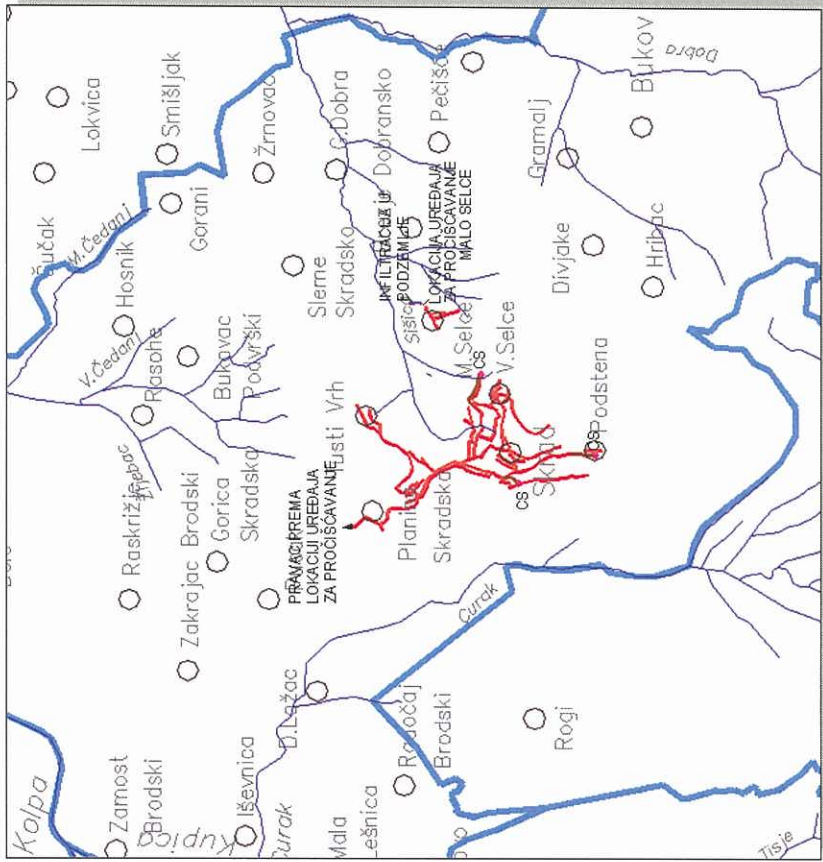 Kolpa
Zamost
Brodski
Kupica
Iševnica
Curak
Mala
Lešnica
D.Ložac
Radočaj
Brodski
Rogi
Curak
Tisje
Raskrižje
Zakrajac Brodski
Gorica
Skradska
PRAVAC PREMA
LOKACIJI UREĐAJA
ZA PROČIŠĆAVANJE
Planina
Skradska
Hosnik
Rasohe
V.Čedanj
M.Čedanj
Bukovac
Podvrški
Vrh
Skrad
Podstena
CS
CS
CS
V.Selce
M.Selce
Sleme
Skradsko
INFILTRACIJA U
PODZEMLJE
LOKACIJA UREĐAJA
ZA PROČIŠĆAVANJE
MALO SELCE
Dobransko
G.Dobra
Pečišće
Lokvica
Smišljak
Gorani
Žrnovac
Divjake
Hribac
Gramalj
Bukov
Dobra